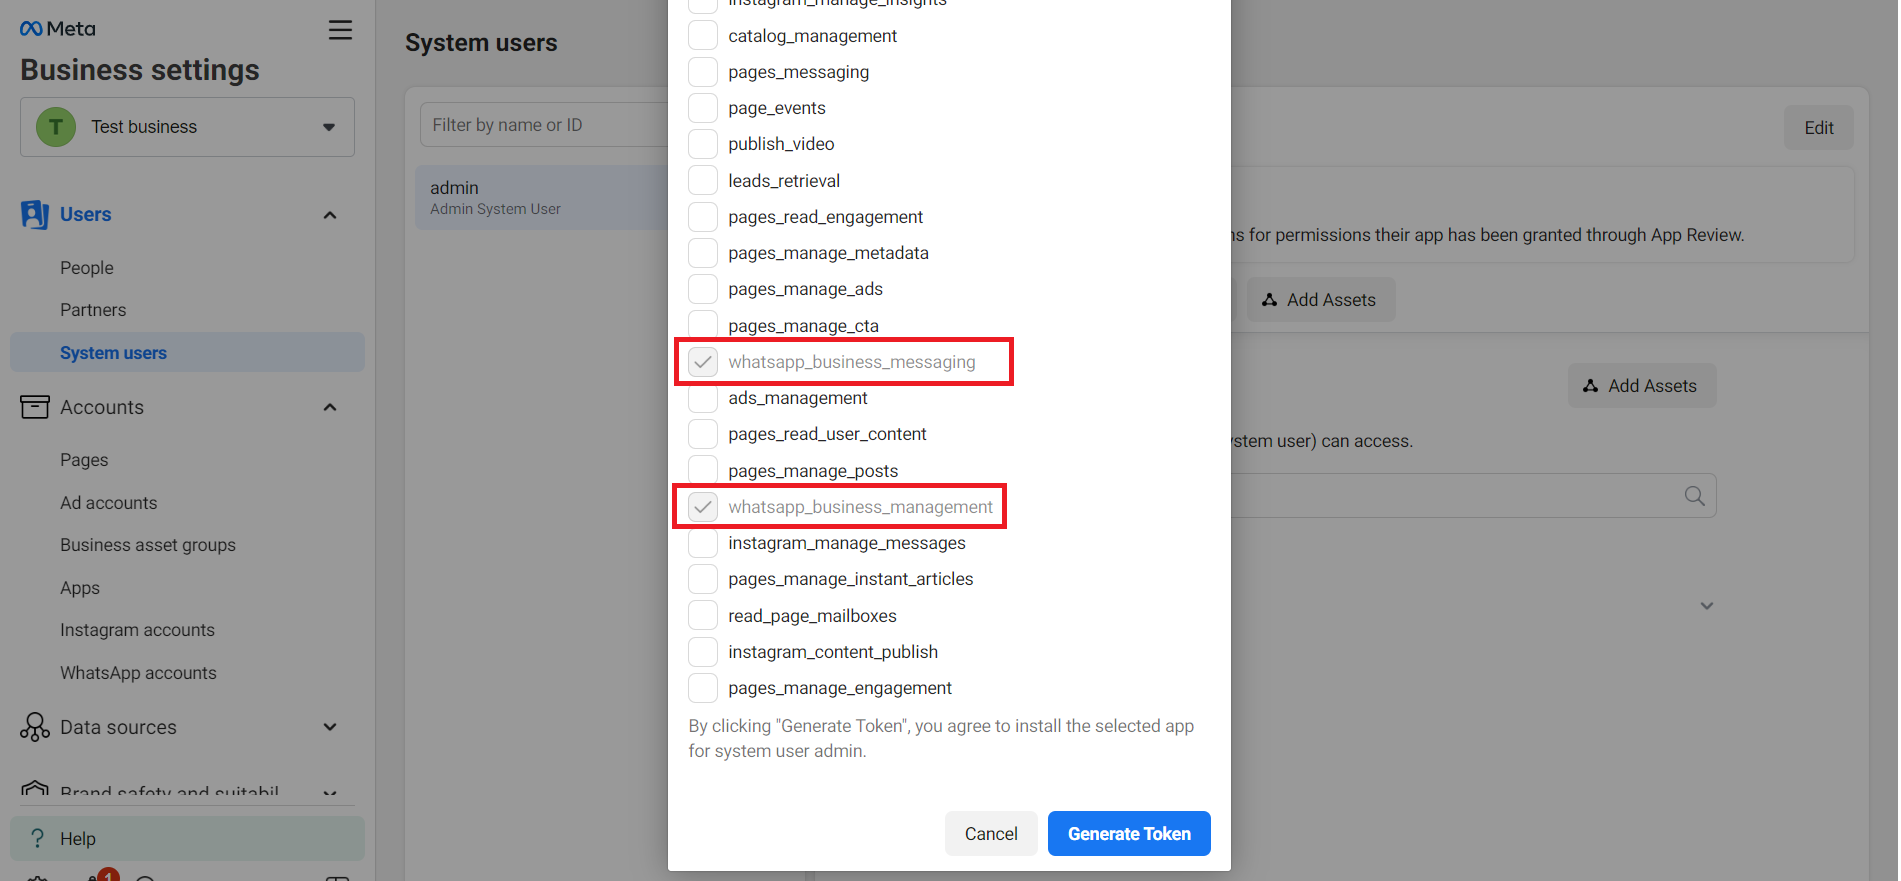 Meta
Business settings
T
Test business
Users
People
Partners
System users
Accounts
Pages
Ad accounts
Business asset groups
Apps
Instagram accounts
WhatsApp accounts
Data sources
Brand safety and suitabil
? Help
1
System users
Filter by name or ID
admin
Admin System User
instagram_manage_insights
catalog_management
pages_messaging
page_events
publish_video
leads_retrieval
pages_read_engagement
pages_manage_metadata
pages_manage_ads
pages_manage_cta
whatsapp_business_messaging
ads_management
pages_read_user_content
pages_manage_posts
whatsapp_business_management
instagram_manage_messages
pages_manage_instant_articles
read_page_mailboxes
instagram_content_publish
pages_manage_engagement
By clicking "Generate Token", you agree to install the selected app
for system user admin.
Cancel
Generate Token
Edit
ns for permissions their app has been granted through App Review.
Add Assets
Add Assets
ystem user) can access.